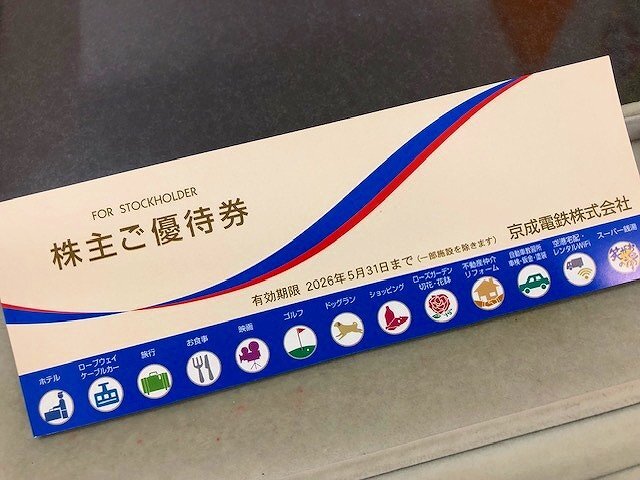 FOR STOCKHOLDER
株主ご優待券
京成電鉄株式会社
有効期限 2026年5月31日まで(一部施設を除きます)
ホテル
ロープウェイ
ケーブルカー
旅行
お食事
映画
ゴルフ
ドッグラン
ショッピング
ローズガーデン
切花・花鉢
不動産仲介
リフォーム
自動車教習所
車検・鈑金・塗装
空港宅配・
レンタルWiFi
スーパー銭湯